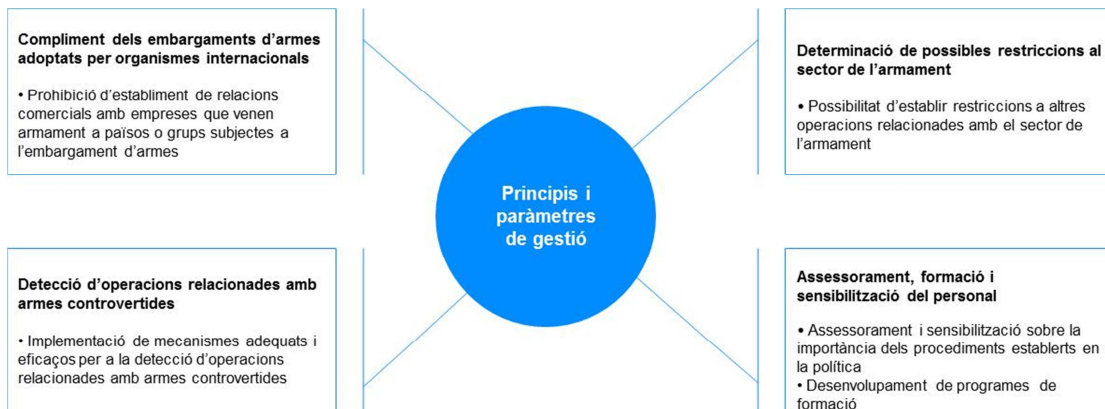 Compliment dels embargaments d'armes
adoptats per organismes internacionals
• Prohibició d'establiment de relacions
comercials amb empreses que venen
armament a països o grups subjectes a
l'embargament d'armes
Determinació de possibles restriccions al
sector de l'armament
• Possibilitat d'establir restriccions a altres
operacions relacionades amb el sector de
l'armament
Principis i
paràmetres
de gestió
Detecció d'operacions relacionades amb
armes controvertides
• Implementació de mecanismes adequats i
eficaços per a la detecció d'operacions
relacionades amb armes controvertides
Assessorament, formació i
sensibilització del personal
• Assessorament i sensibilització sobre la
importància dels procediments establerts en
la política
• Desenvolupament de programes de
formació